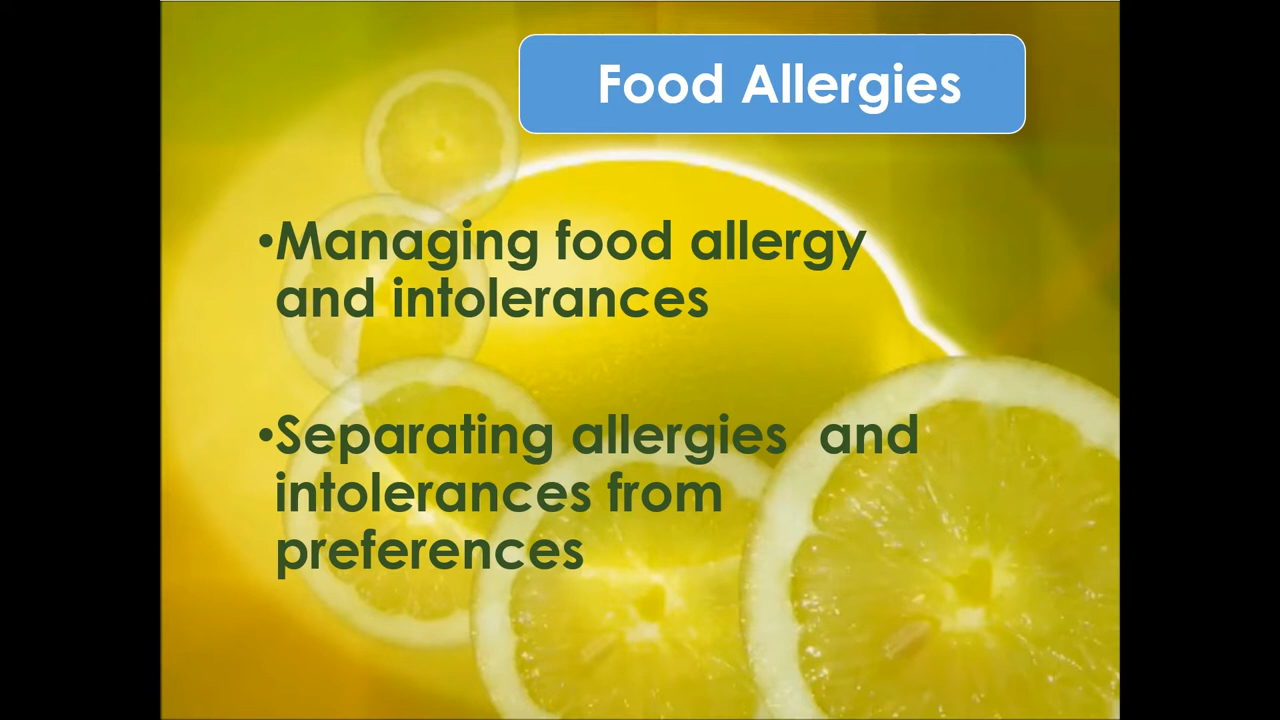 Food Allergies
•Managing food allergy
and intolerances
•Separating allergies  and
intolerances from
preferences